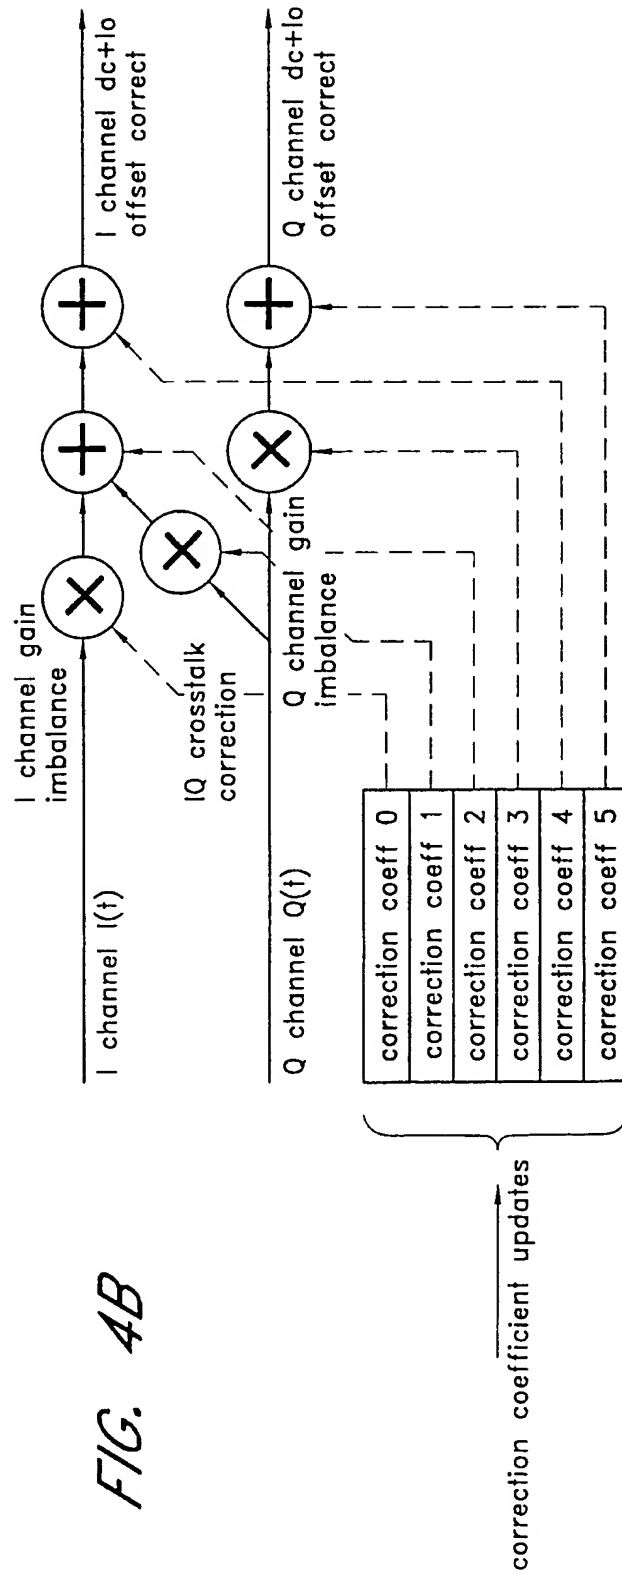 FIG. 4B
I channel I(t)
I channel gain
imbalance
I channel dc+lo
offset correct
IQ crosstalk
correction
Q channel Q(t)
Q channel gain
imbalance
Q channel dc+lo
offset correct
correction coeff 0
correction coeff 1
correction coeff 2
correction coeff 3
correction coeff 4
correction coeff 5
correction coefficient updates